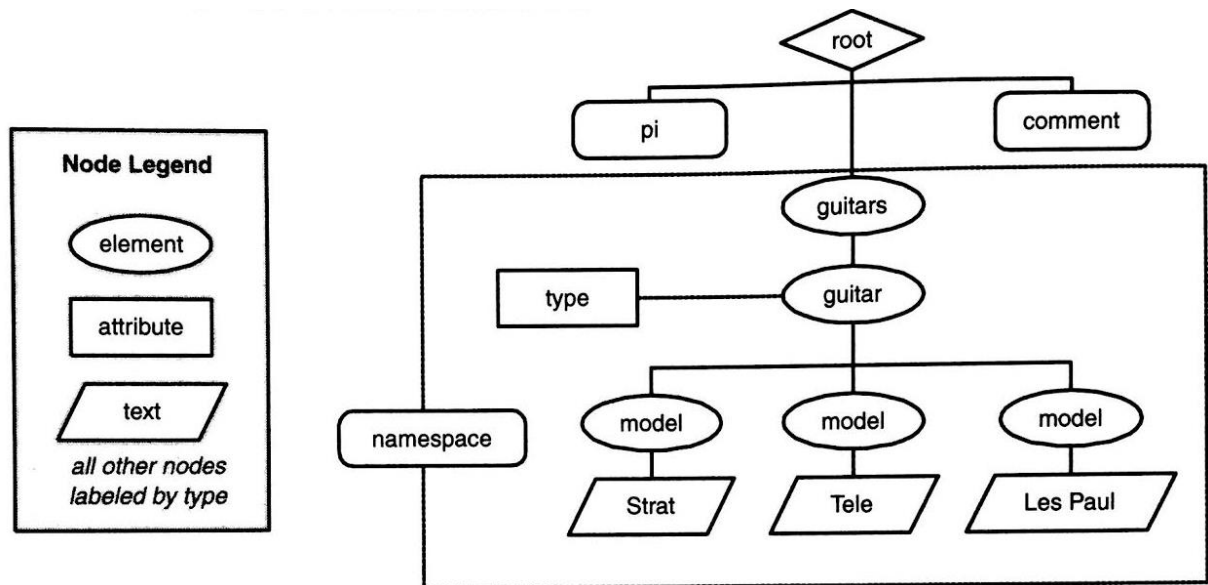 root
pi
comment
Node Legend
element
attribute
text
all other nodes
labeled by type
guitars
type
guitar
namespace
model
model
model
Strat
Tele
Les Paul